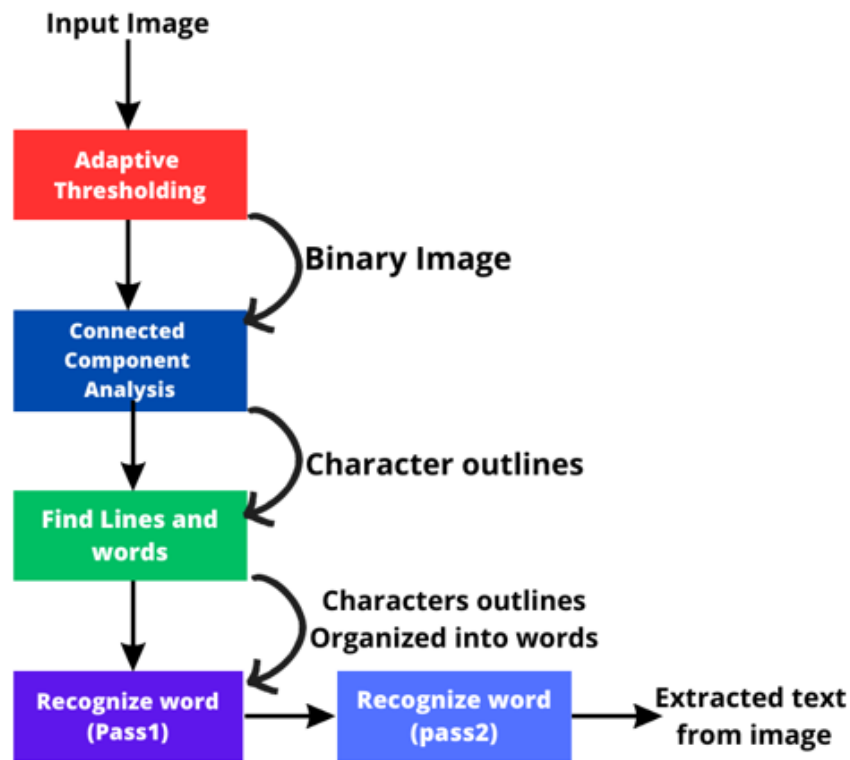 Input Image
Adaptive
Thresholding
Binary Image
Connected
Component
Analysis
Character outlines
Find Lines and
words
Characters outlines
Organized into words
Recognize word
(Pass1)
Recognize word
(pass2)
Extracted text
from image